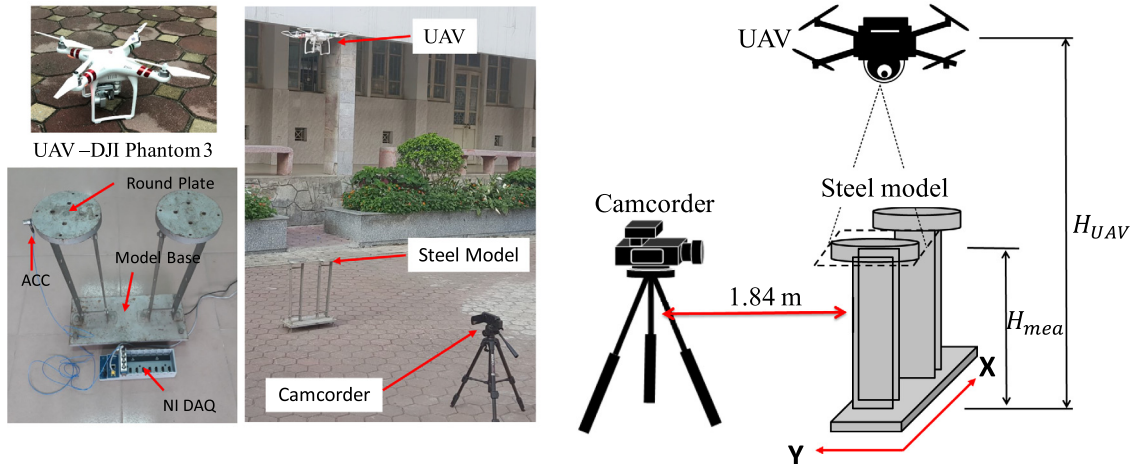 UAV –DJI Phantom 3
Round Plate
ACC
Model Base
NI DAQ
UAV
Steel Model
Camcorder
UAV
Steel model
Camcorder
1.84 m
H_UAV
H_mea
X
Y